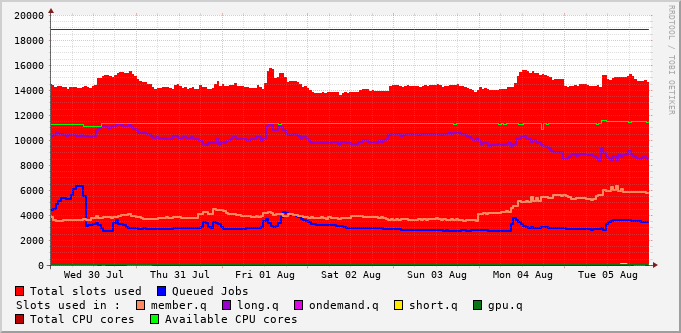 RRDTOOL / TOBI OETIKER
20000
18000
16000
14000
12000
10000
8000
6000
4000
2000
0
Wed 30 Jul Thu 31 Jul Fri 01 Aug Sat 02 Aug Sun 03 Aug Mon 04 Aug Tue 05 Aug
Total slots used Queued Jobs
Slots used in : member.q long.q ondemand.q short.q gpu.q
Total CPU cores Available CPU cores